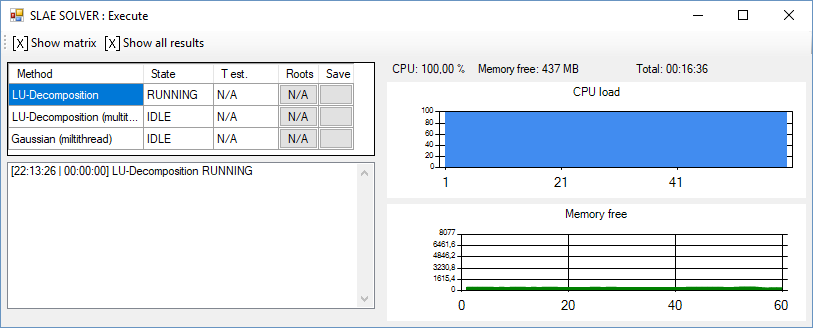 SLAE SOLVER : Execute
[X] Show matrix [X] Show all results
Method State T est. Roots Save
LU-Decomposition RUNNING N/A N/A
LU-Decomposition (multit... IDLE N/A N/A
Gaussian (miltithread) IDLE N/A N/A
[22:13:26 | 00:00:00] LU-Decomposition RUNNING
CPU: 100,00 % Memory free: 437 MB Total: 00:16:36
CPU load
100
80
60
40
20
0
1 21 41
Memory free
8077
6461,6
4846,2
3230,8
1615,4
0
0 20 40 60